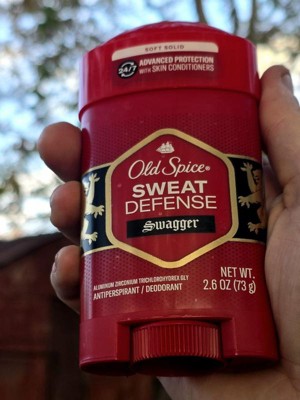 SOFT SOLID
24/7
ADVANCED PROTECTION
WITH SKIN CONDITIONERS
Old Spice®
SWEAT
DEFENSE
Swagger
ALUMINUM ZIRCONIUM TRICHLOROHYDREX GLY
ANTIPERSPIRANT / DEODORANT
NET WT.
2.6 OZ (73 g)